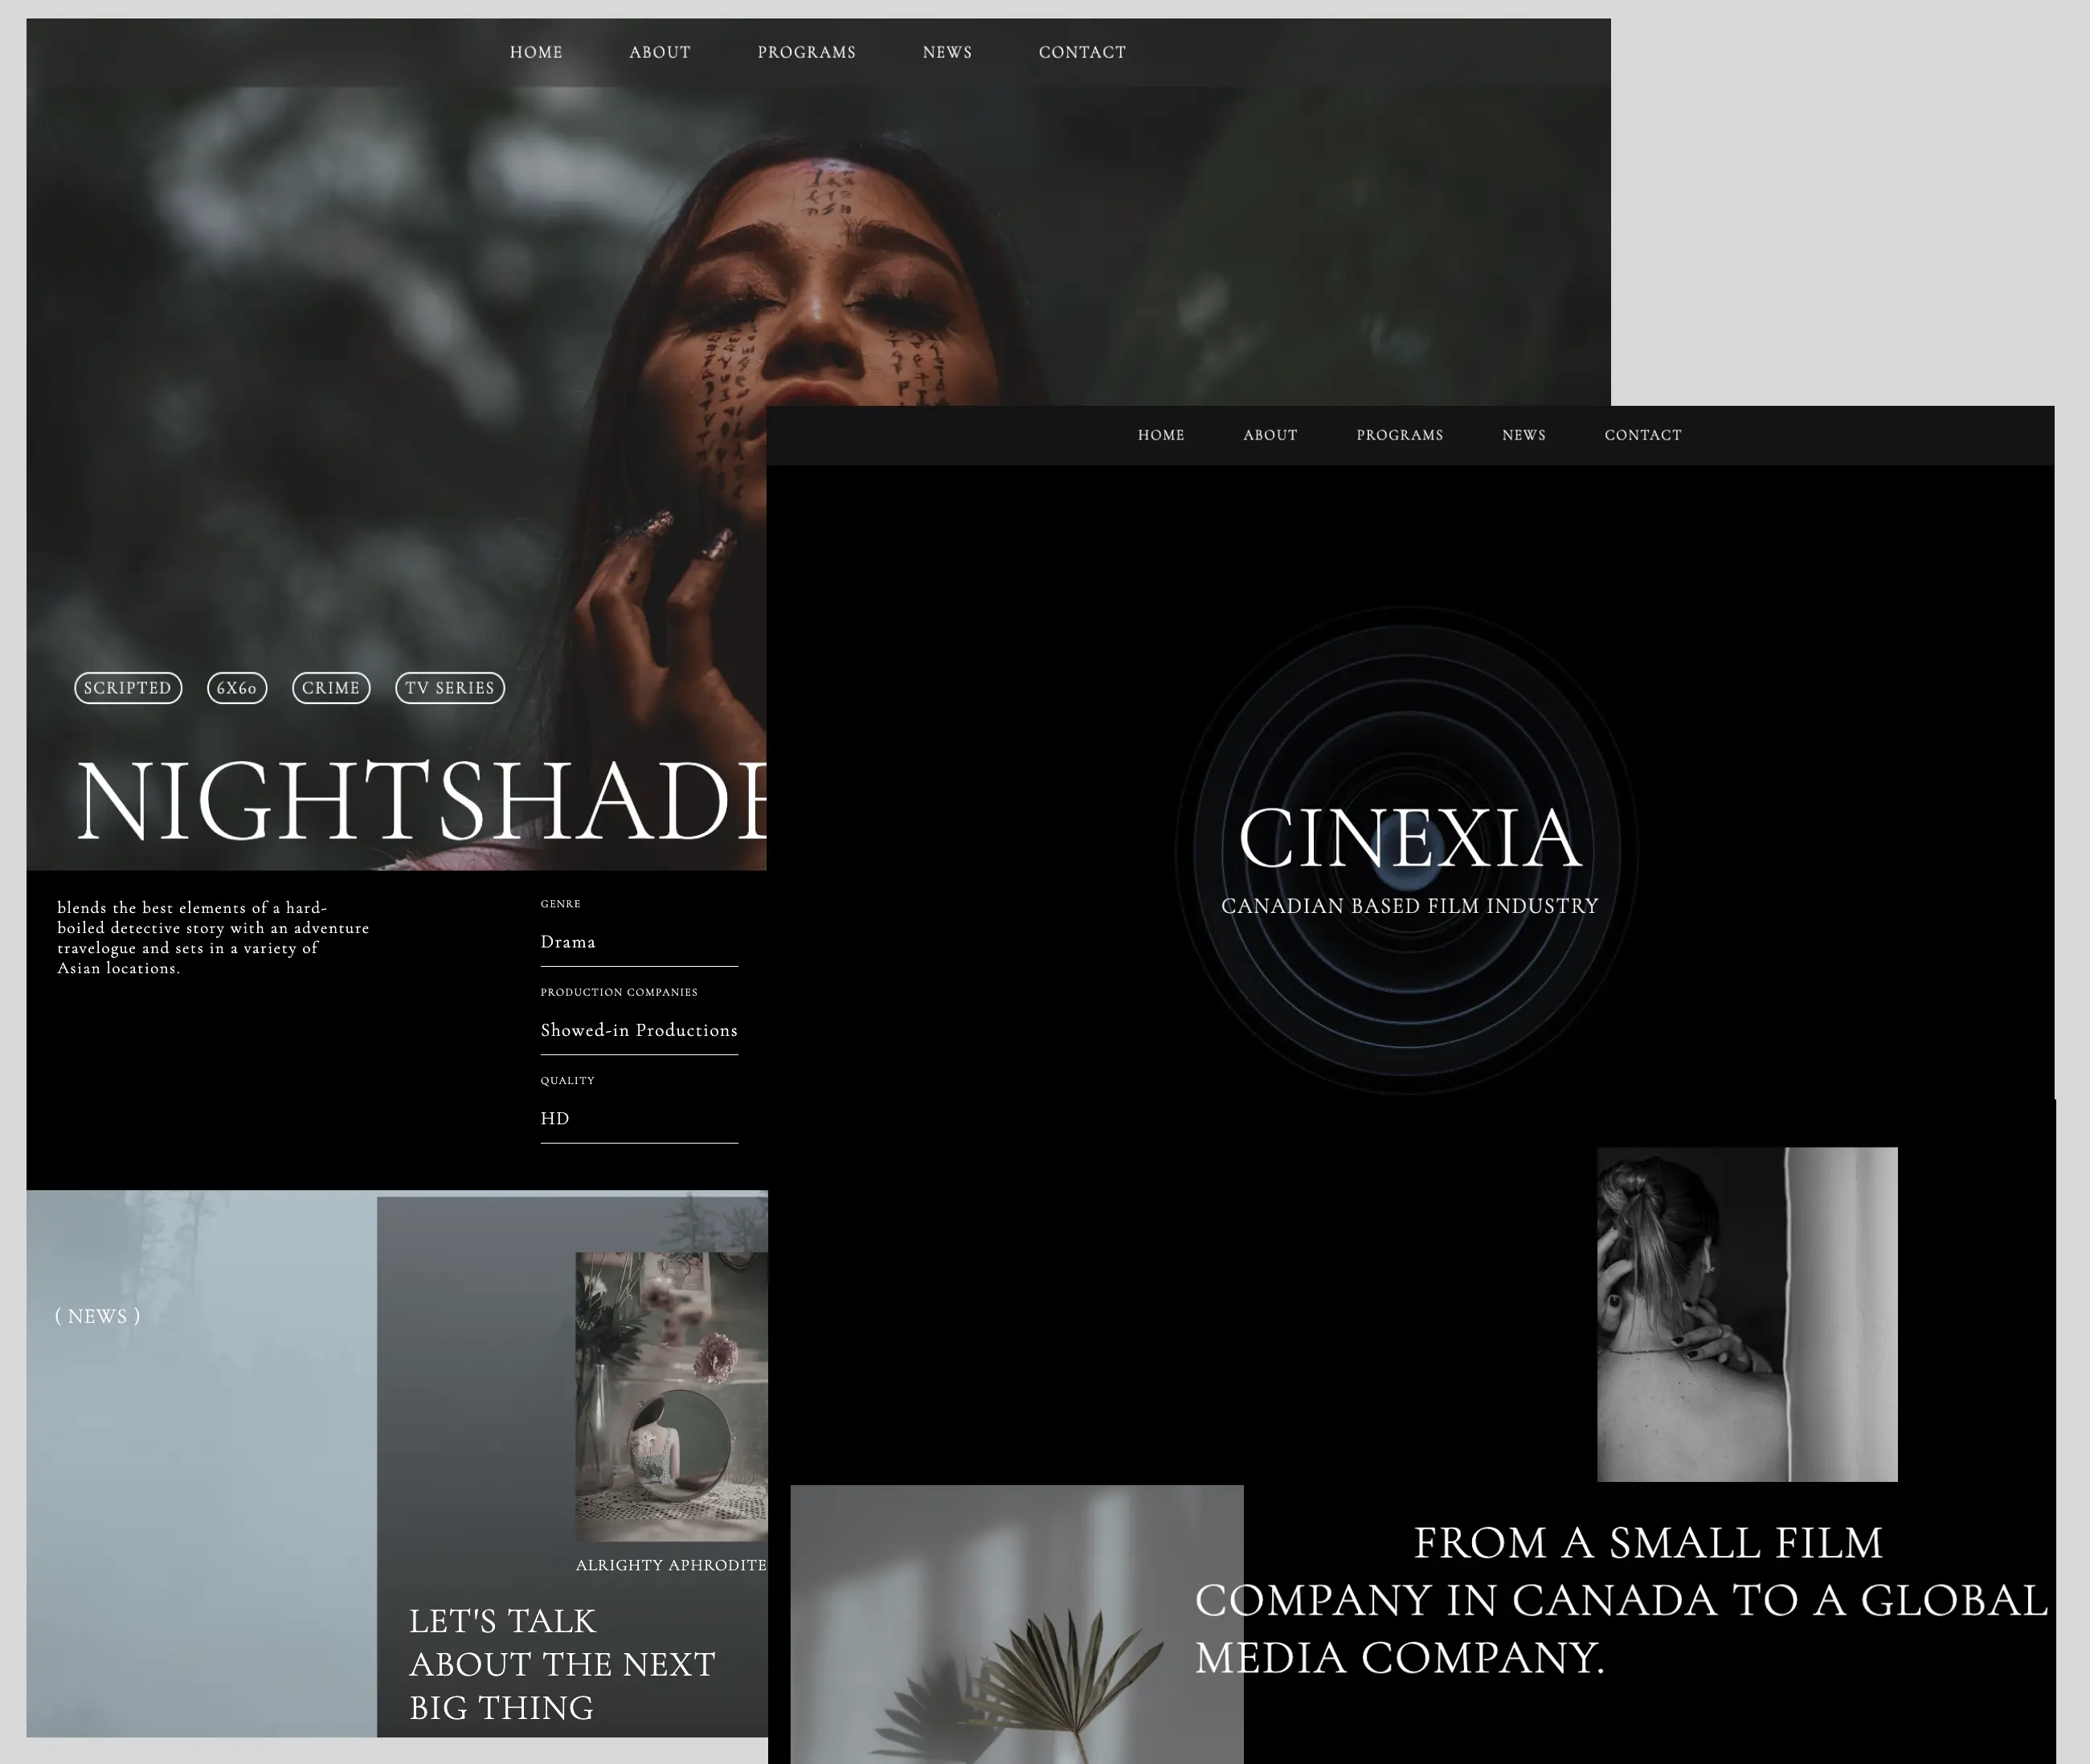 HOME ABOUT PROGRAMS NEWS CONTACT
SCRIPTED 6X60 CRIME TV SERIES
NIGHTSHADE
blends the best elements of a hard-
boiled detective story with an adventure
travelogue and sets in a variety of
Asian locations.
GENRE
Drama
PRODUCTION COMPANIES
Showed-in Productions
QUALITY
HD
( NEWS )
ALRIGHTY APHRODITE
LET'S TALK
ABOUT THE NEXT
BIG THING
HOME ABOUT PROGRAMS NEWS CONTACT
CINEXIA
CANADIAN BASED FILM INDUSTRY
FROM A SMALL FILM
COMPANY IN CANADA TO A GLOBAL
MEDIA COMPANY.